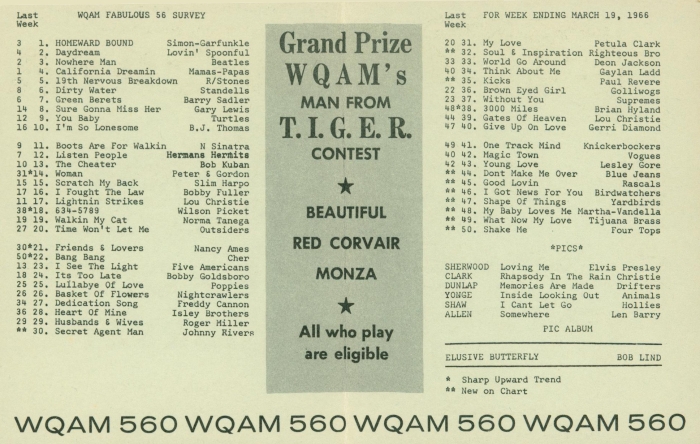 Last WQAM FABULOUS 56 SURVEY
Week
3 1. HOMEWARD BOUND Simon-Garfunkle
4 2. Daydream Lovin' Spoonful
2 3. Nowhere Man Beatles
1 4. California Dreamin Mamas-Papas
5 5. 19th Nervous Breakdown R/Stones
8 6. Dirty Water Standells
6 7. Green Berets Barry Sadler
14 8. Sure Gonna Miss Her Gary Lewis
12 9. You Baby Turtles
16 10. I'm So Lonesome B.J. Thomas
9 11. Boots Are For Walkin N Sinatra
7 12. Listen People Hermans Hermits
10 13. The Cheater Bob Kuban
31*14. Woman Peter & Gordon
15 15. Scratch My Back Slim Harpo
17 16. I Fought The Law Bobby Fuller
11 17. Lightnin Strikes Lou Christie
38*18. 634-5789 Wilson Picket
19 19. Walkin My Cat Norma Tanega
27 20. Time Won't Let Me Outsiders
30*21. Friends & Lovers Nancy Ames
50*22. Bang Bang Cher
13 23. I See The Light Five Americans
18 24. Its Too Late Bobby Goldsboro
25 25. Lullabye Of Love Poppies
26 26. Basket Of Flowers Nightcrawlers
34 27. Dedication Song Freddy Cannon
36 28. Heart Of Mine Isley Brothers
29 29. Husbands & Wives Roger Miller
** 30. Secret Agent Man Johnny Rivers
Grand Prize
WQAM's
MAN FROM
T.I.G.E.R.
CONTEST
BEAUTIFUL
RED CORVAIR
MONZA
All who play
are eligible
Last FOR WEEK ENDING MARCH 19, 1966
Week
20 31. My Love Petula Clark
** 32. Soul & Inspiration Righteous Bro
33 33. World Go Around Deon Jackson
40 34. Think About Me Gaylan Ladd
** 35. Kicks Paul Revere
22 36. Brown Eyed Girl Golliwogs
23 37. Without You Supremes
48*38. 3000 Miles Brian Hyland
44 39. Gates Of Heaven Lou Christie
47 40. Give Up On Love Gerri Diamond
49 41. One Track Mind Knickerbockers
40 42. Magic Town Vogues
42 43. Young Love Lesley Gore
** 44. Dont Make Me Over Blue Jeans
** 45. Good Lovin Rascals
** 46. I Got News For You Birdwatchers
** 47. Shape Of Things Yardbirds
** 48. My Baby Loves Me Martha-Vandella
** 49. What Now My Love Tijuana Brass
** 50. Shake Me Four Tops
*PICS*
SHERWOOD Loving Me Elvis Presley
CLARK Rhapsody In The Rain Christie
DUNLAP Memories Are Made Drifters
YONGE Inside Looking Out Animals
SHAW I Cant Let Go Hollies
ALLEN Somewhere Len Barry
PIC ALBUM
ELUSIVE BUTTERFLY BOB LIND
* Sharp Upward Trend
** New on Chart
WQAM 560 WQAM 560 WQAM 560 WQAM 560